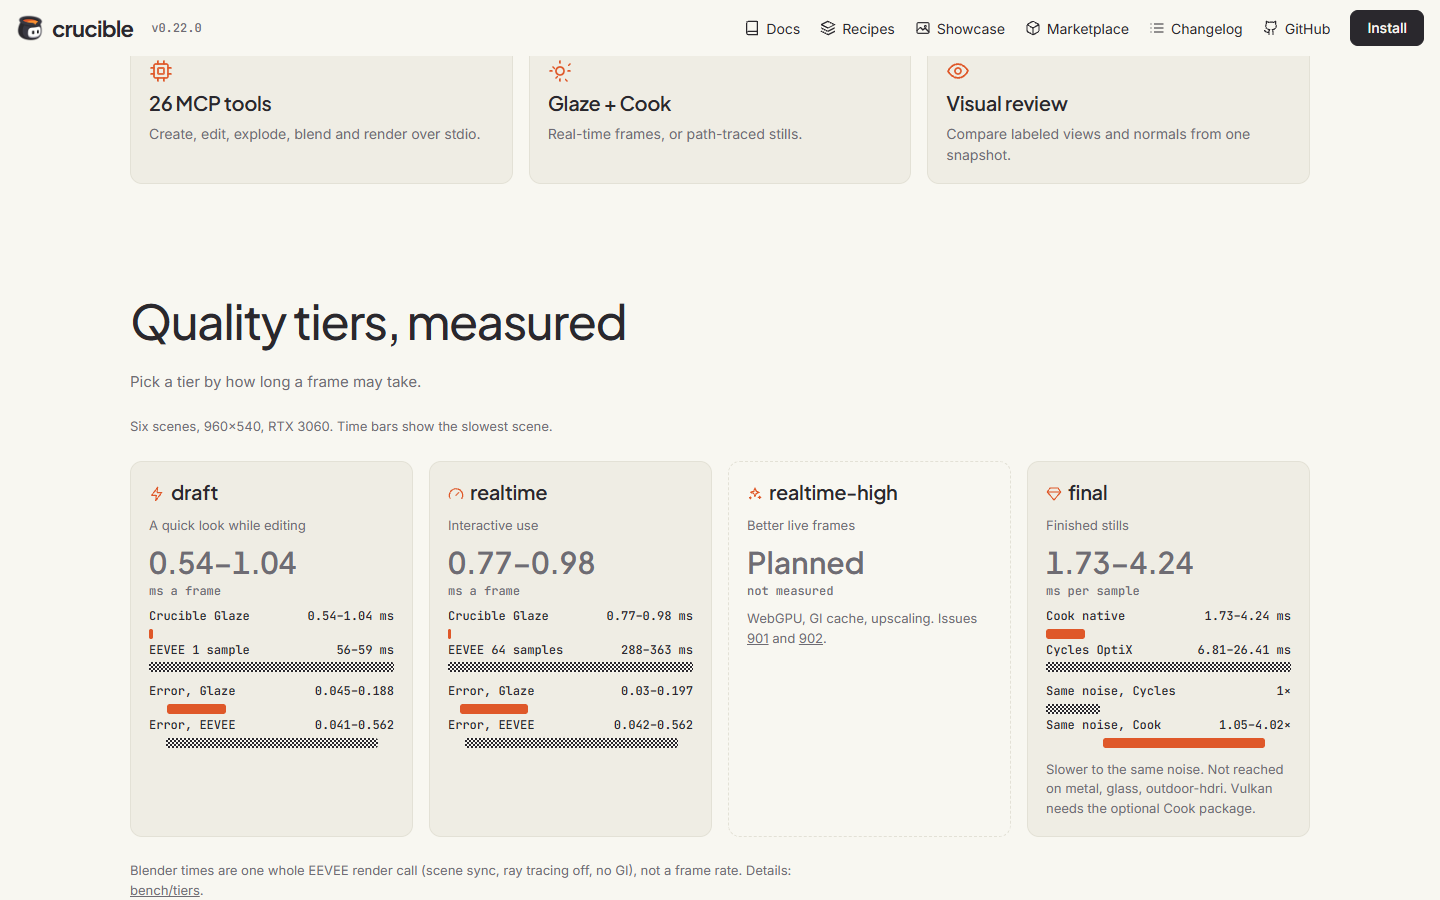 crucible v0.22.0 Docs Recipes Showcase Marketplace Changelog GitHub Install
26 MCP tools
Create, edit, explode, blend and render over stdio.
Glaze + Cook
Real-time frames, or path-traced stills.
Visual review
Compare labeled views and normals from one
snapshot.
Quality tiers, measured
Pick a tier by how long a frame may take.
Six scenes, 960×540, RTX 3060. Time bars show the slowest scene.
draft
A quick look while editing
0.54–1.04
ms a frame
Crucible Glaze 0.54–1.04 ms
EEVEE 1 sample 56–59 ms
Error, Glaze 0.045–0.188
Error, EEVEE 0.041–0.562
realtime
Interactive use
0.77–0.98
ms a frame
Crucible Glaze 0.77–0.98 ms
EEVEE 64 samples 288–363 ms
Error, Glaze 0.03–0.197
Error, EEVEE 0.042–0.562
realtime-high
Better live frames
Planned
not measured
WebGPU, GI cache, upscaling. Issues
901 and 902.
final
Finished stills
1.73–4.24
ms per sample
Cook native 1.73–4.24 ms
Cycles OptiX 6.81–26.41 ms
Same noise, Cycles 1×
Same noise, Cook 1.05–4.02×
Slower to the same noise. Not reached
on metal, glass, outdoor-hdri. Vulkan
needs the optional Cook package.
Blender times are one whole EEVEE render call (scene sync, ray tracing off, no GI), not a frame rate. Details:
bench/tiers.